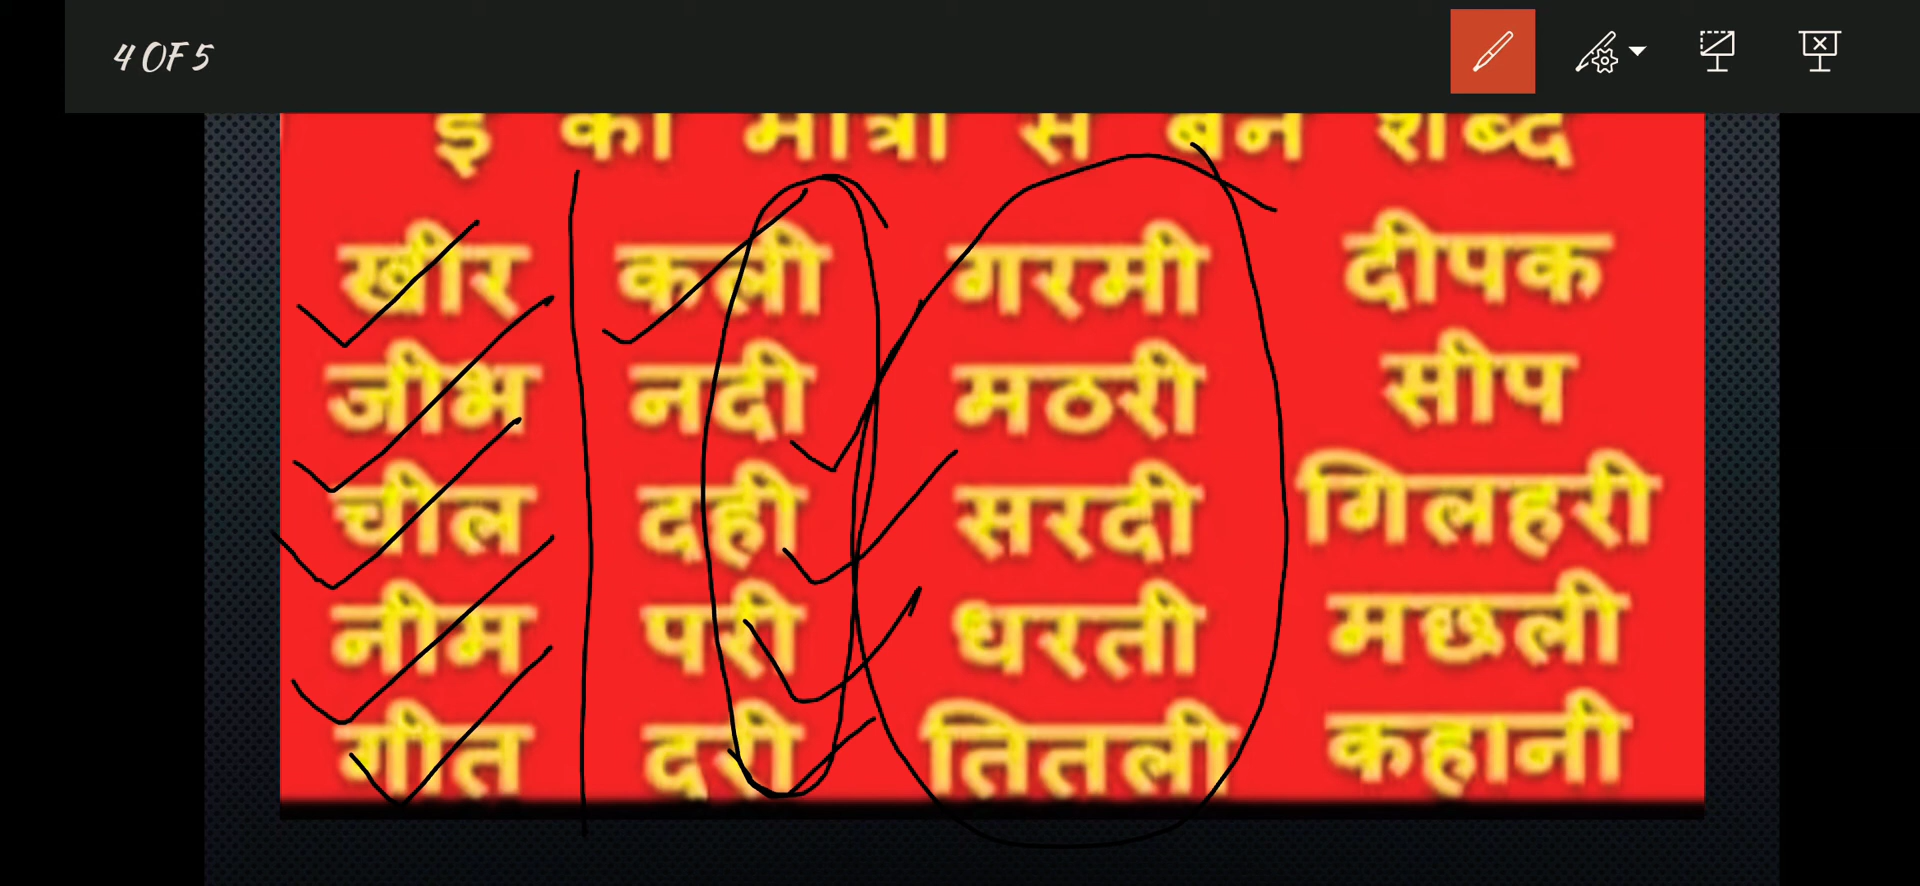 4 OF 5
इ की मात्रा से बने शब्द
खीर कली गरमी दीपक
जीभ नदी मठरी सीप
चील दही सरदी गिलहरी
नीम परी धरती मछली
गीत दरी तितली कहानी